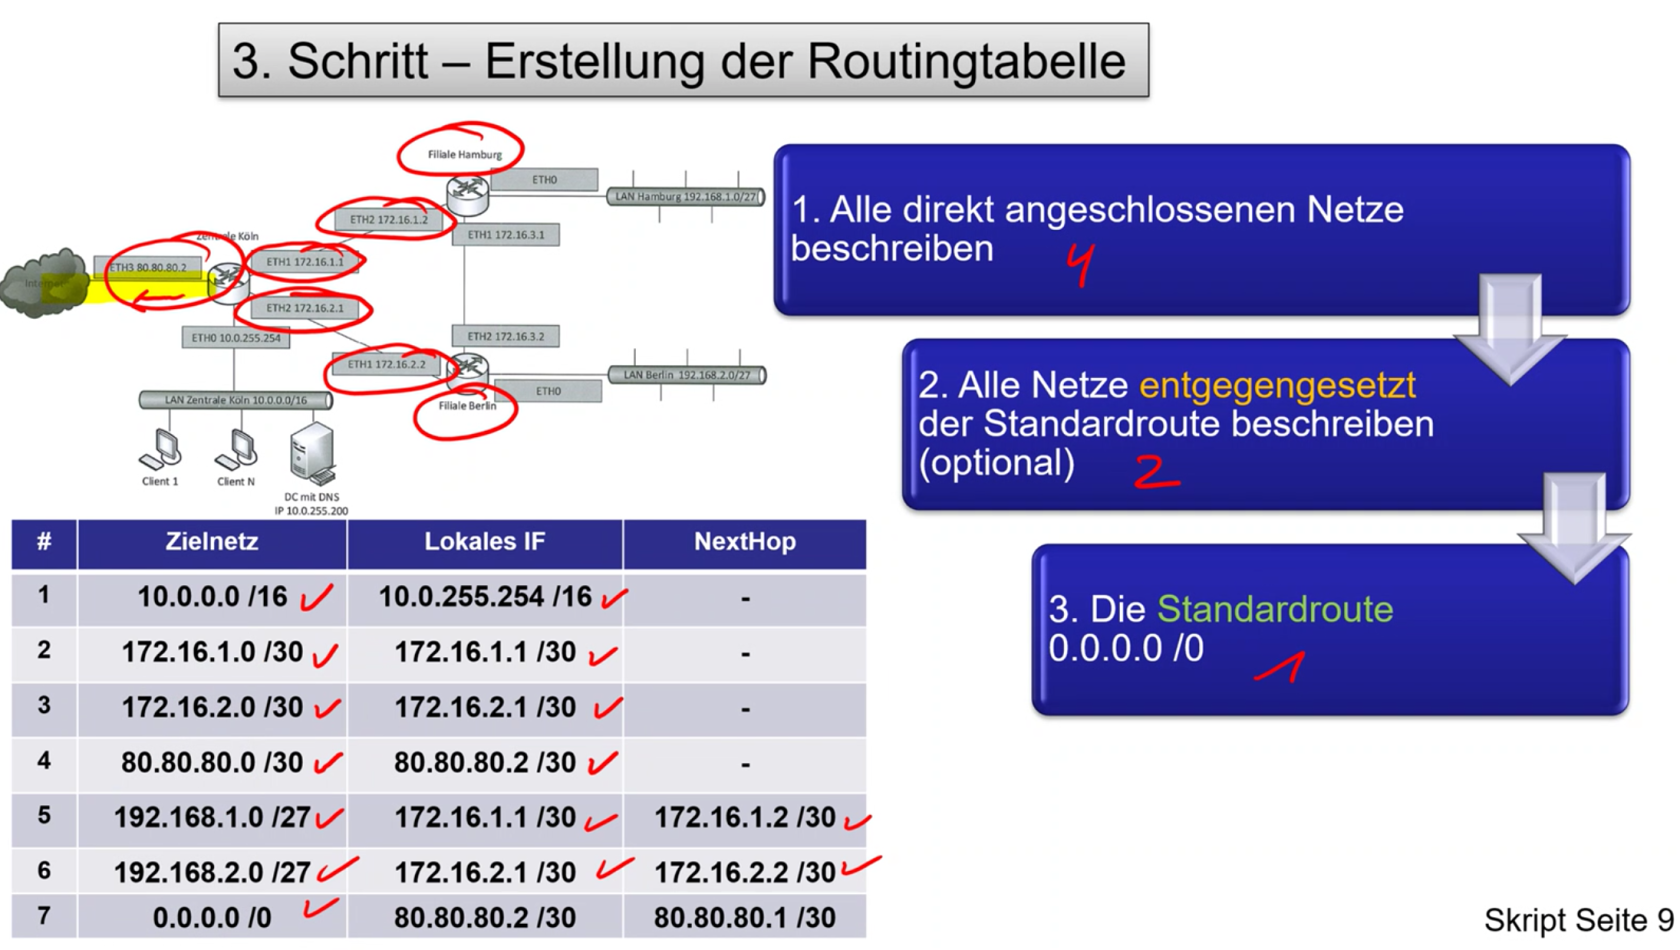 3. Schritt – Erstellung der Routingtabelle
Filiale Hamburg
ETH0
LAN Hamburg 192.168.1.0/27
ETH2 172.16.1.2
ETH1 172.16.3.1
Zentrale Köln
ETH3 80.80.80.2
ETH1 172.16.1.1
Internet
ETH2 172.16.2.1
ETH0 10.0.255.254
ETH2 172.16.3.2
ETH1 172.16.2.2
LAN Berlin 192.168.2.0/27
ETH0
LAN Zentrale Köln 10.0.0.0/16
Filiale Berlin
Client 1
Client N
DC mit DNS
IP 10.0.255.200
1. Alle direkt angeschlossenen Netze
beschreiben
4
2. Alle Netze entgegengesetzt
der Standardroute beschreiben
(optional)
2
3. Die Standardroute
0.0.0.0 /0
1
# Zielnetz Lokales IF NextHop
1 10.0.0.0 /16 10.0.255.254 /16 -
2 172.16.1.0 /30 172.16.1.1 /30 -
3 172.16.2.0 /30 172.16.2.1 /30 -
4 80.80.80.0 /30 80.80.80.2 /30 -
5 192.168.1.0 /27 172.16.1.1 /30 172.16.1.2 /30
6 192.168.2.0 /27 172.16.2.1 /30 172.16.2.2 /30
7 0.0.0.0 /0 80.80.80.2 /30 80.80.80.1 /30
Skript Seite 9